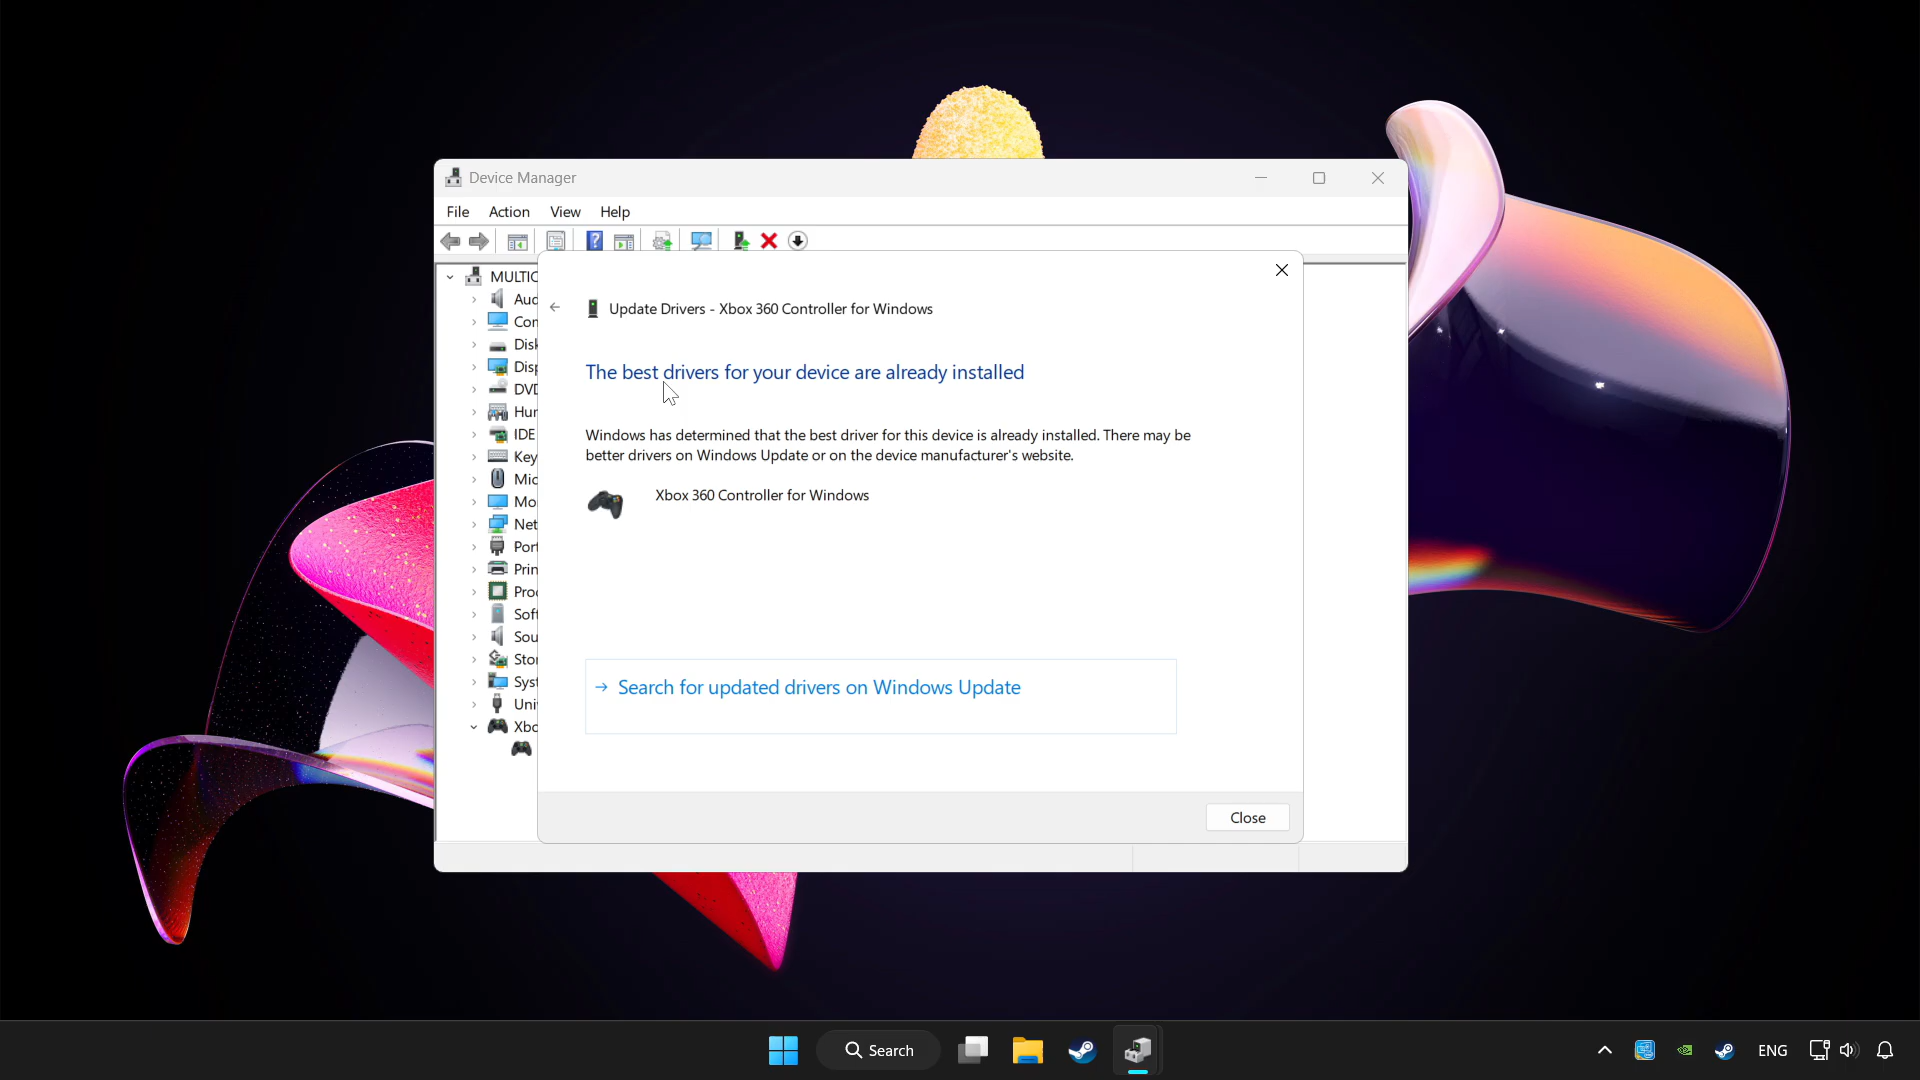 Device Manager
File Action View Help
MULTIC
Update Drivers - Xbox 360 Controller for Windows
The best drivers for your device are already installed
Windows has determined that the best driver for this device is already installed. There may be
better drivers on Windows Update or on the device manufacturer's website.
Xbox 360 Controller for Windows
Search for updated drivers on Windows Update
Close
Aud
Con
Disk
Disp
DVD
Hur
IDE
Key
Mic
Mo
Net
Port
Prin
Proc
Soft
Sou
Stor
Syst
Uni
Xbo
Search
ENG